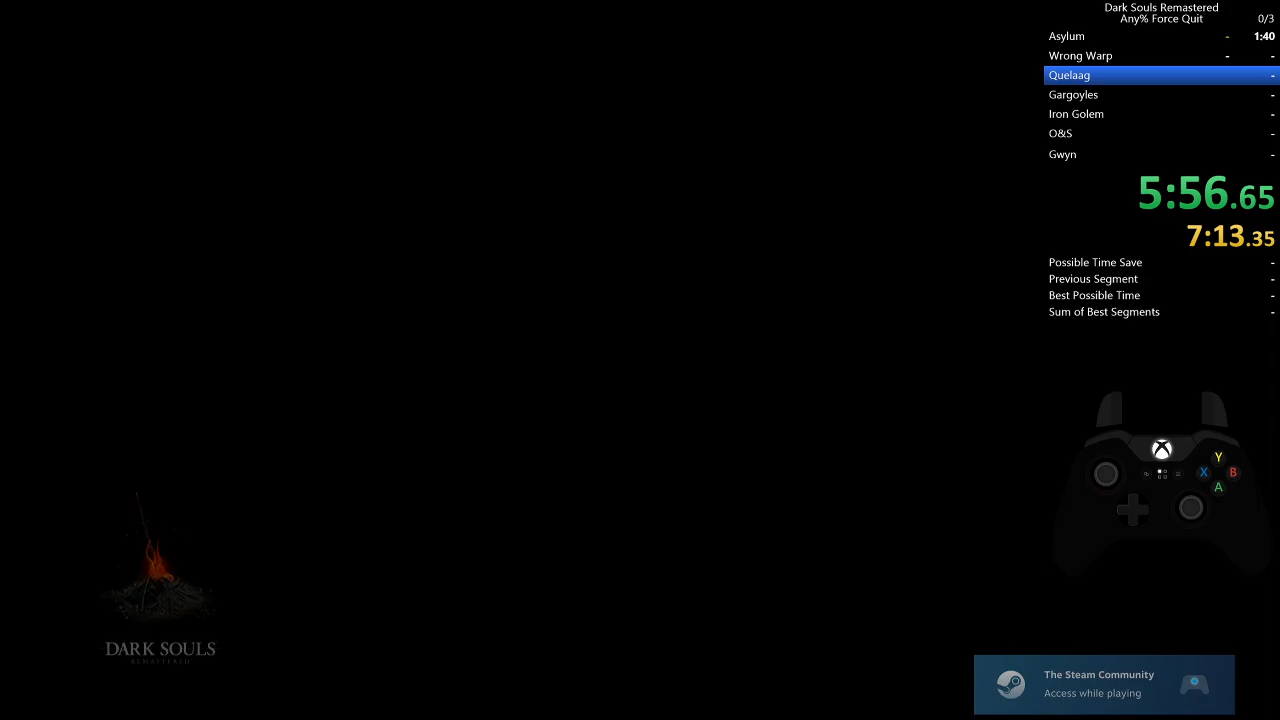 Dark Souls Remastered
Any% Force Quit 0/3
Asylum - 1:40
Wrong Warp - -
Quelaag -
Gargoyles -
Iron Golem -
O&S -
Gwyn -
5:56.65
7:13.35
Possible Time Save -
Previous Segment -
Best Possible Time -
Sum of Best Segments -
Y
X B
A
DARK SOULS
REMASTERED
The Steam Community
Access while playing